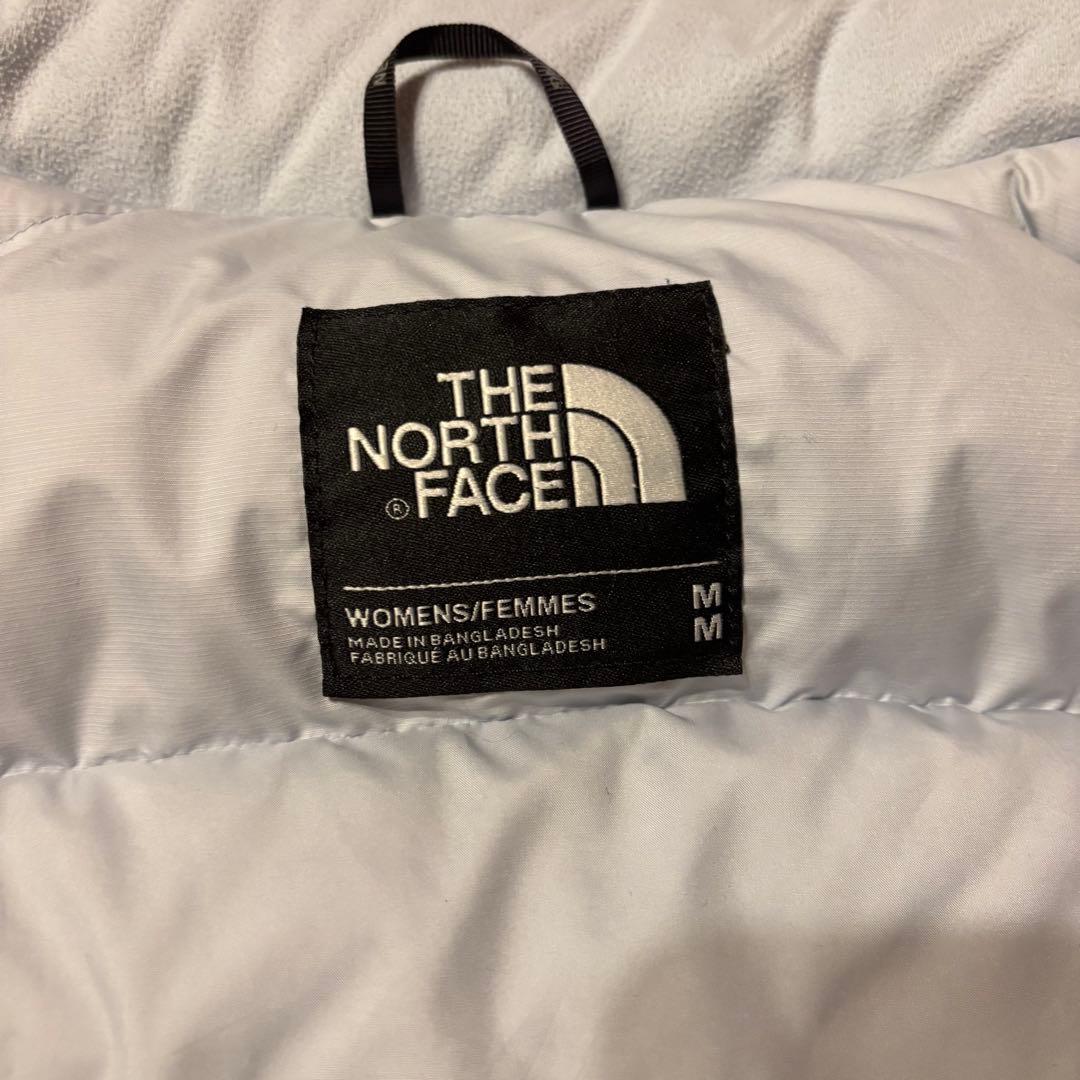 THE
NORTH
® FACE
WOMENS/FEMMES M
MADE IN BANGLADESH M
FABRIQUÉ AU BANGLADESH